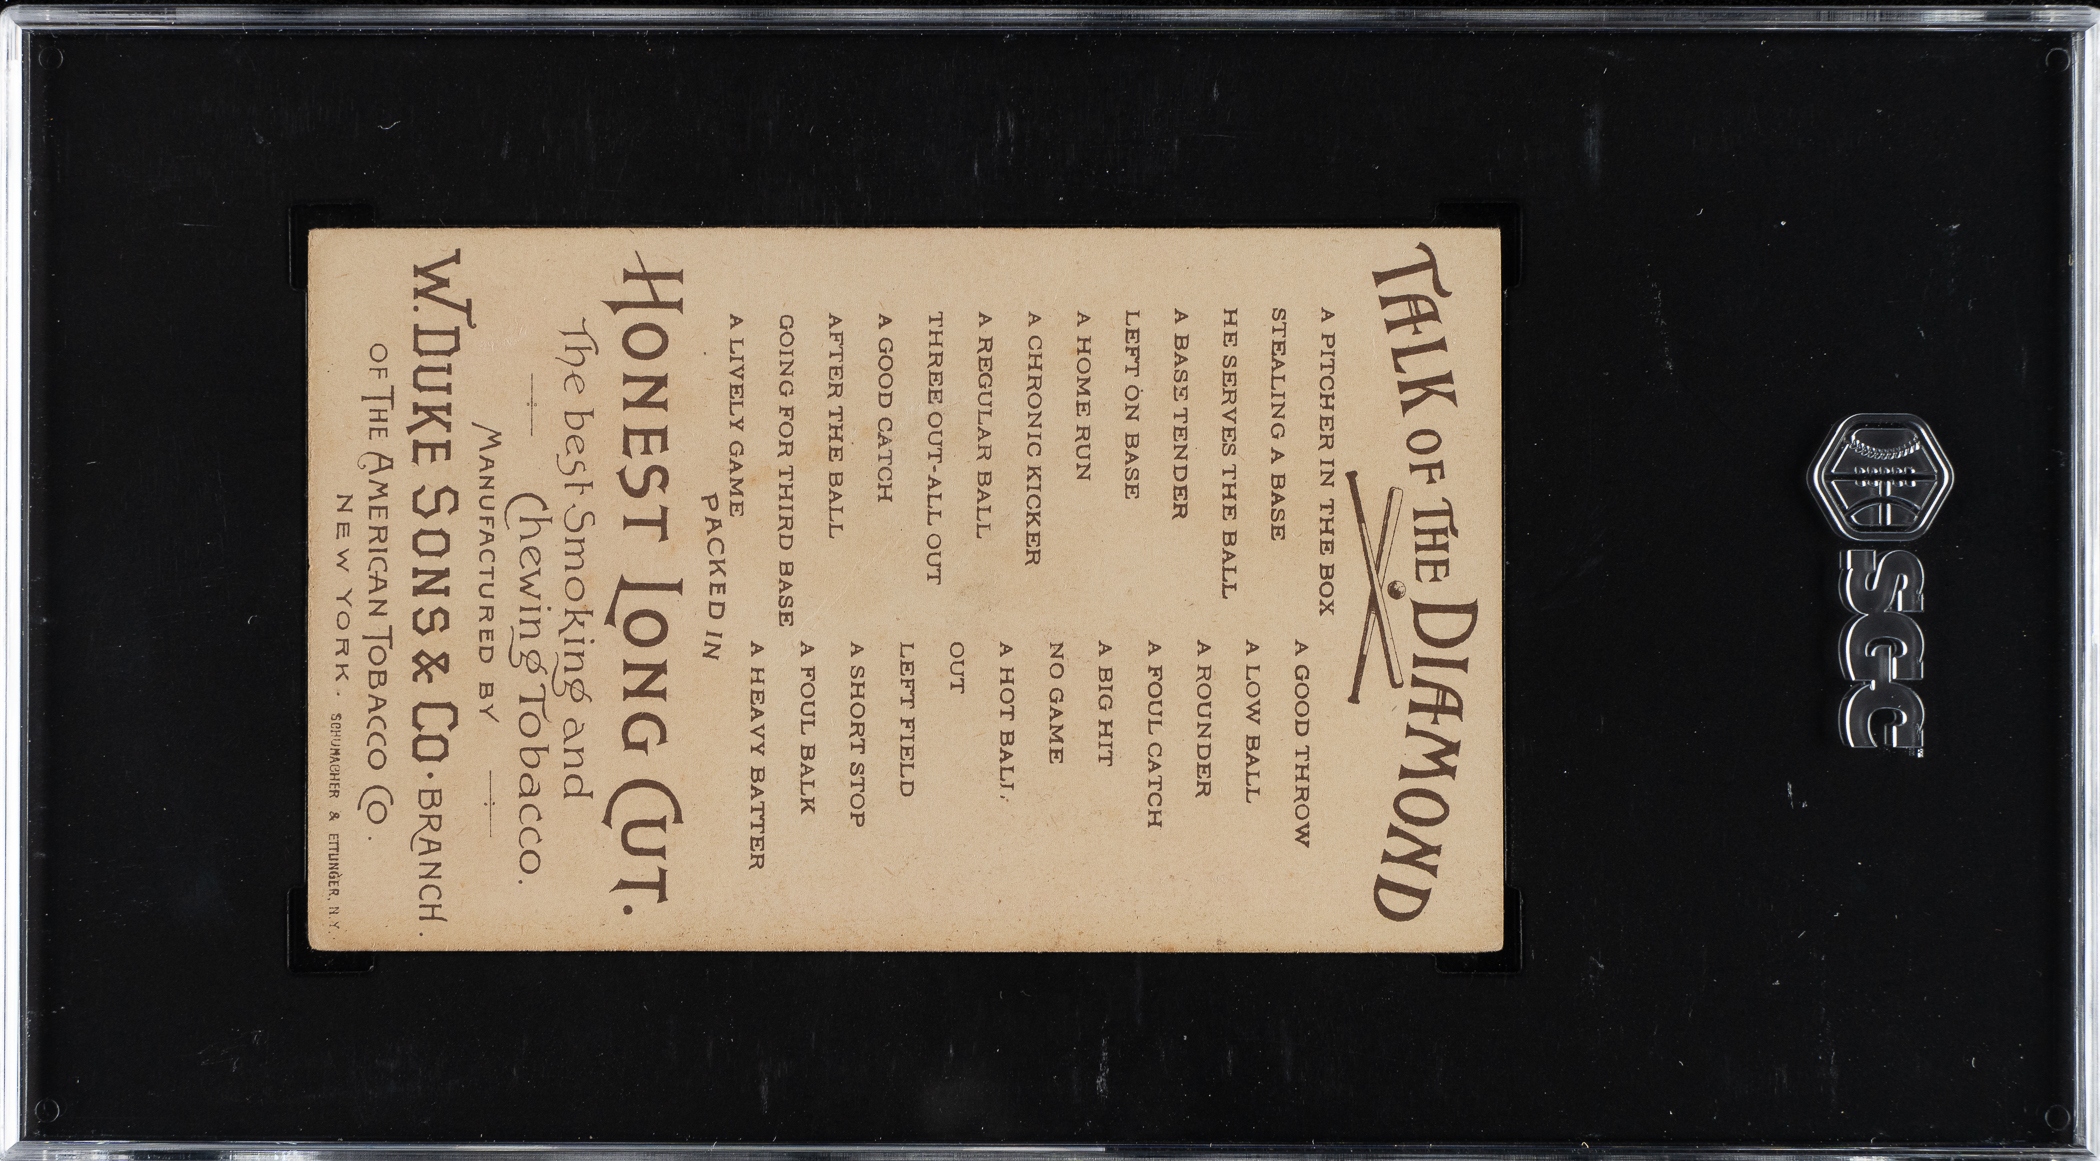 TALK OF THE DIAMOND
A PITCHER IN THE BOX
STEALING A BASE
HE SERVES THE BALL
A BASE TENDER
LEFT ON BASE
A HOME RUN
A CHRONIC KICKER
A REGULAR BALL
THREE OUT-ALL OUT
A GOOD CATCH
AFTER THE BALL
GOING FOR THIRD BASE
A LIVELY GAME
A GOOD THROW
A LOW BALL
A ROUNDER
A FOUL CATCH
A BIG HIT
NO GAME
A HOT BALL
OUT
LEFT FIELD
A SHORT STOP
A FOUL BALK
A HEAVY BATTER
PACKED IN
HONEST LONG CUT.
The best Smoking and
Chewing Tobacco.
MANUFACTURED BY
W. DUKE SONS & CO. BRANCH.
OF THE AMERICAN TOBACCO CO.
NEW YORK.
SCHUMACHER & ETTLINGER, N.Y.
SGC